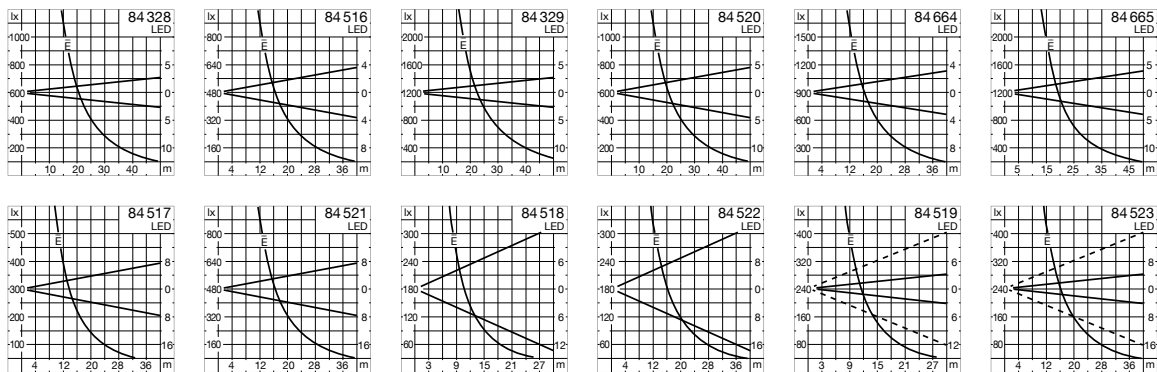 lx 84 328
LED
1000
E
800 5
600 0
400 5
200 10
10 20 30 40 m
lx 84 516
LED
800
E
640 4
480 0
320 4
160 8
4 12 20 28 36 m
lx 84 329
LED
2000
E
1600 5
1200 0
800 5
400 10
10 20 30 40 m
lx 84 520
LED
1000
E
800 5
600 0
400 5
200 10
10 20 30 40 m
lx 84 664
LED
1500
E
1200 4
900 0
600 4
300 8
4 12 20 28 36 m
lx 84 665
LED
2000
E
1600 5
1200 0
800 5
400 10
5 15 25 35 45 m
lx 84 517
LED
500
E
400 8
300 0
200 8
100 16
4 12 20 28 36 m
lx 84 521
LED
800
E
640 8
480 0
320 8
160 16
4 12 20 28 36 m
lx 84 518
LED
300
E
240 6
180 0
120 6
60 12
3 9 15 21 27 m
lx 84 522
LED
300
E
240 8
180 0
120 8
60 16
4 12 20 28 36 m
lx 84 519
LED
400
E
320 6
240 0
160 6
80 12
3 9 15 21 27 m
lx 84 523
LED
400
E
320 8
240 0
160 8
80 16
4 12 20 28 36 m